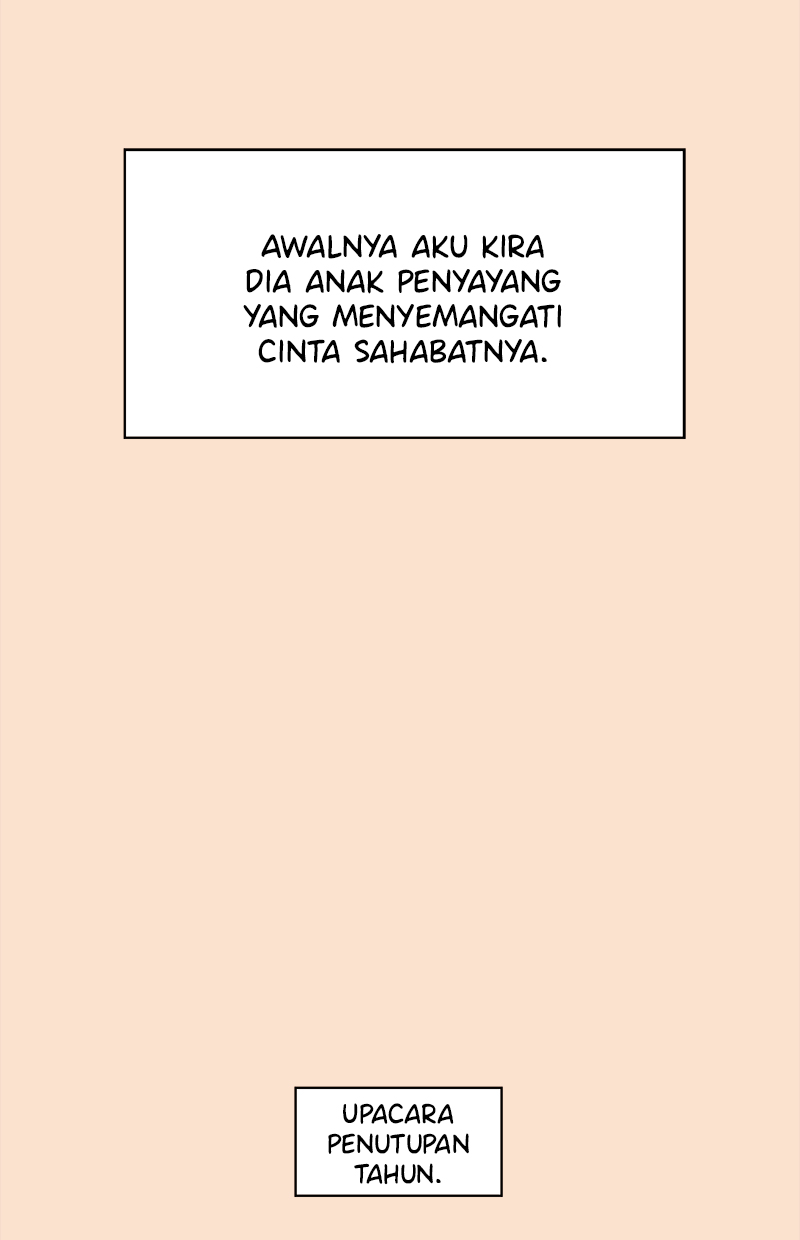 AWALNYA AKU KIRA
DIA ANAK PENYAYANG
YANG MENYEMANGATI
CINTA SAHABATNYA.
UPACARA
PENUTUPAN
TAHUN.